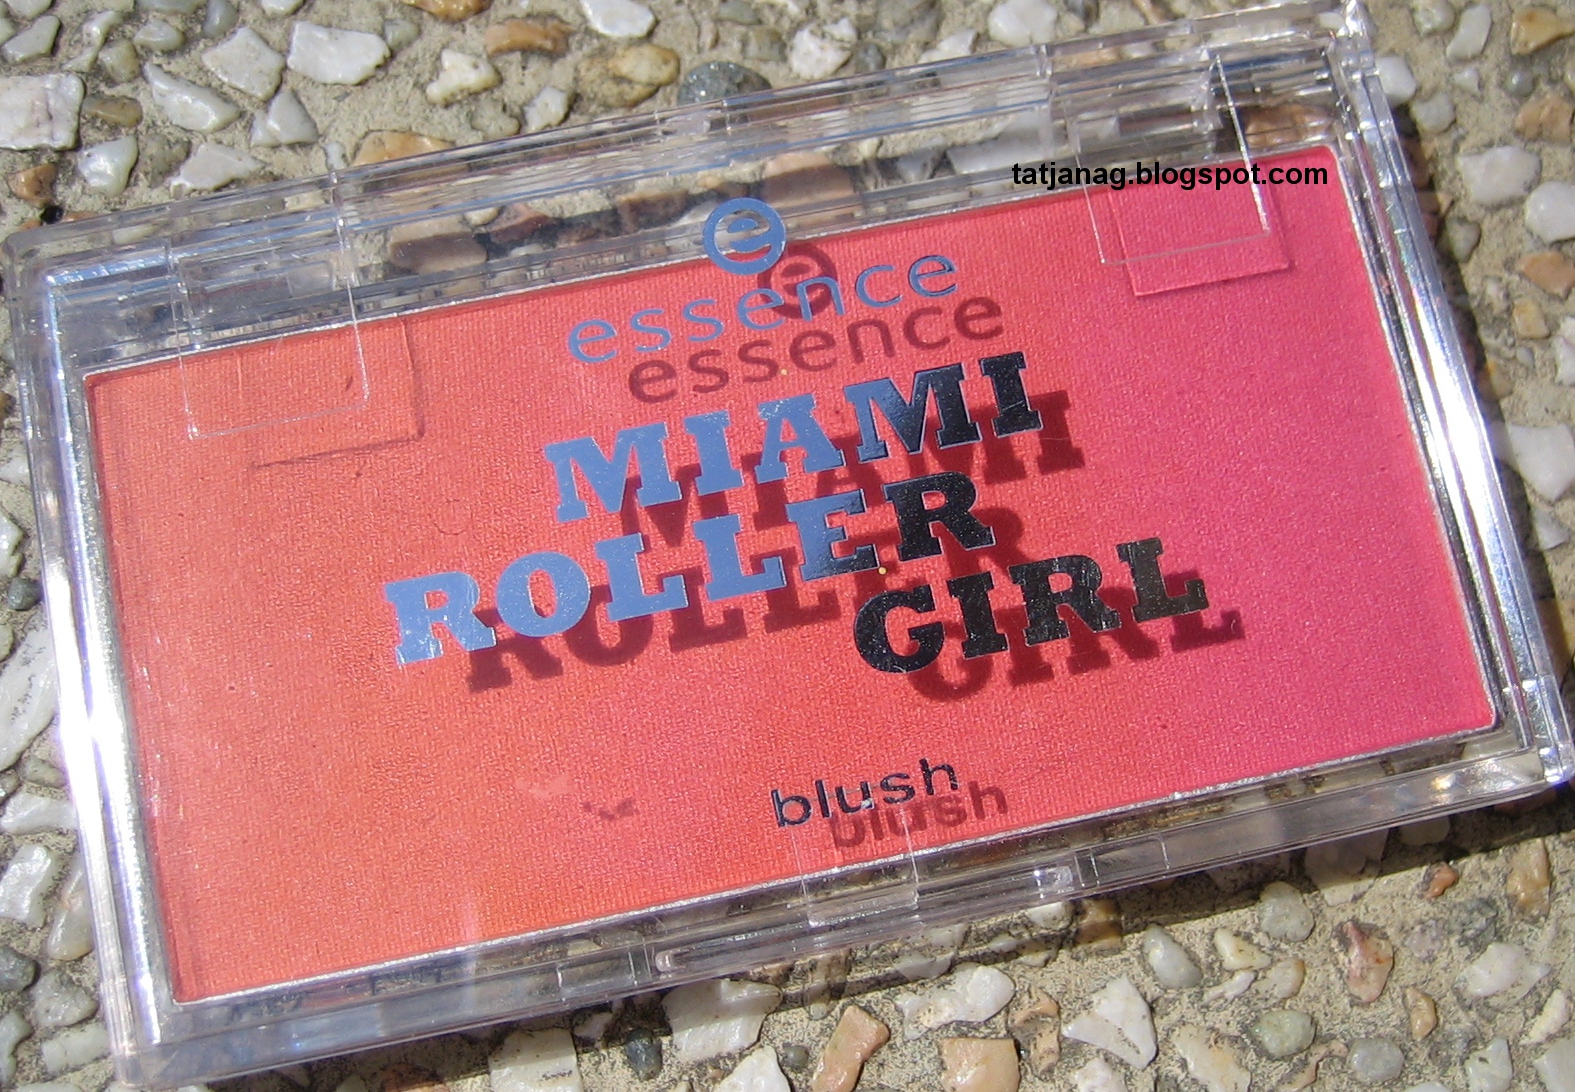 tatjanag.blogspot.com
e
essence
MIAMI
ROLLER
GIRL
blush